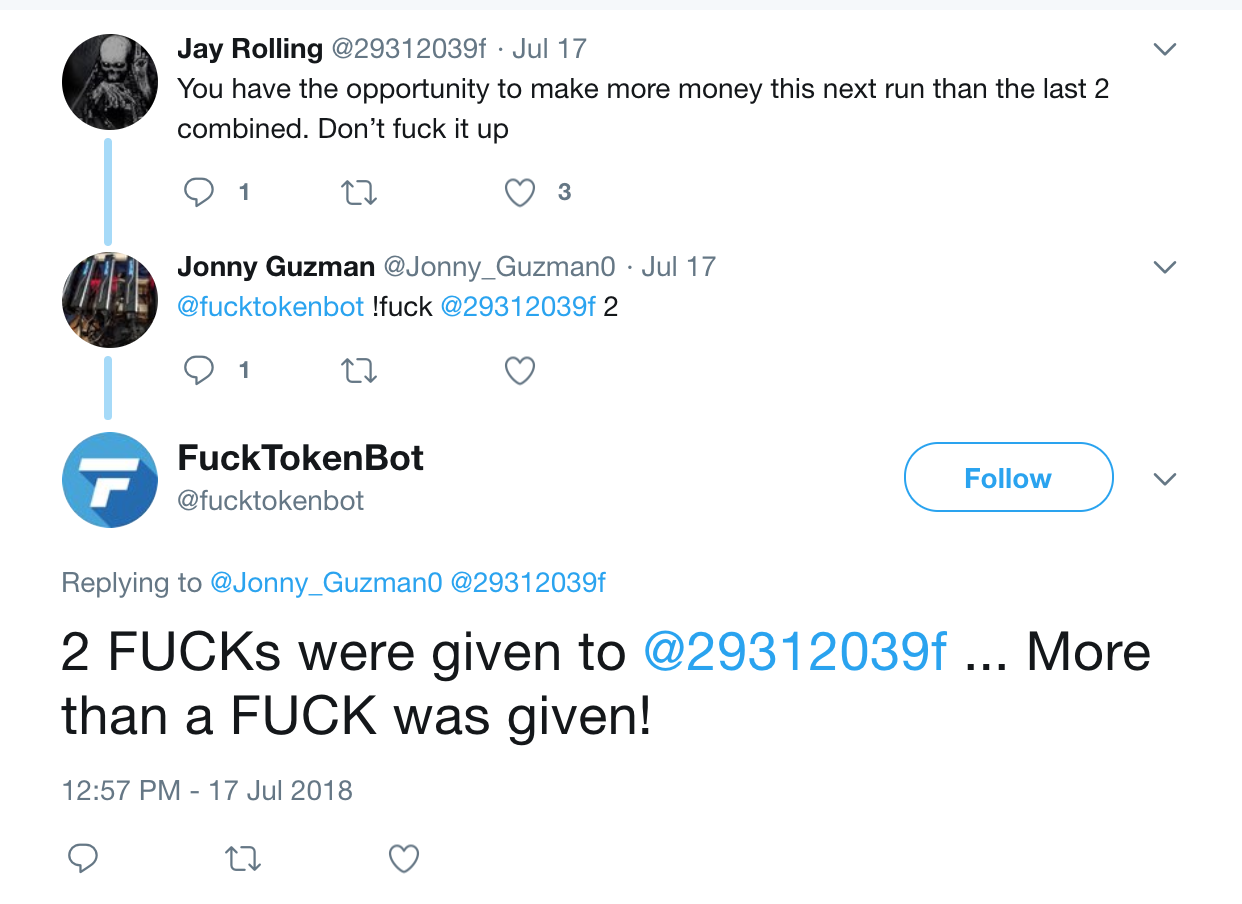 Jay Rolling @29312039f · Jul 17
You have the opportunity to make more money this next run than the last 2
combined. Don’t fuck it up
1 3
Jonny Guzman @Jonny_Guzman0 · Jul 17
@fucktokenbot !fuck @29312039f 2
1
FuckTokenBot
@fucktokenbot
Follow
Replying to @Jonny_Guzman0 @29312039f
2 FUCKs were given to @29312039f ... More
than a FUCK was given!
12:57 PM - 17 Jul 2018